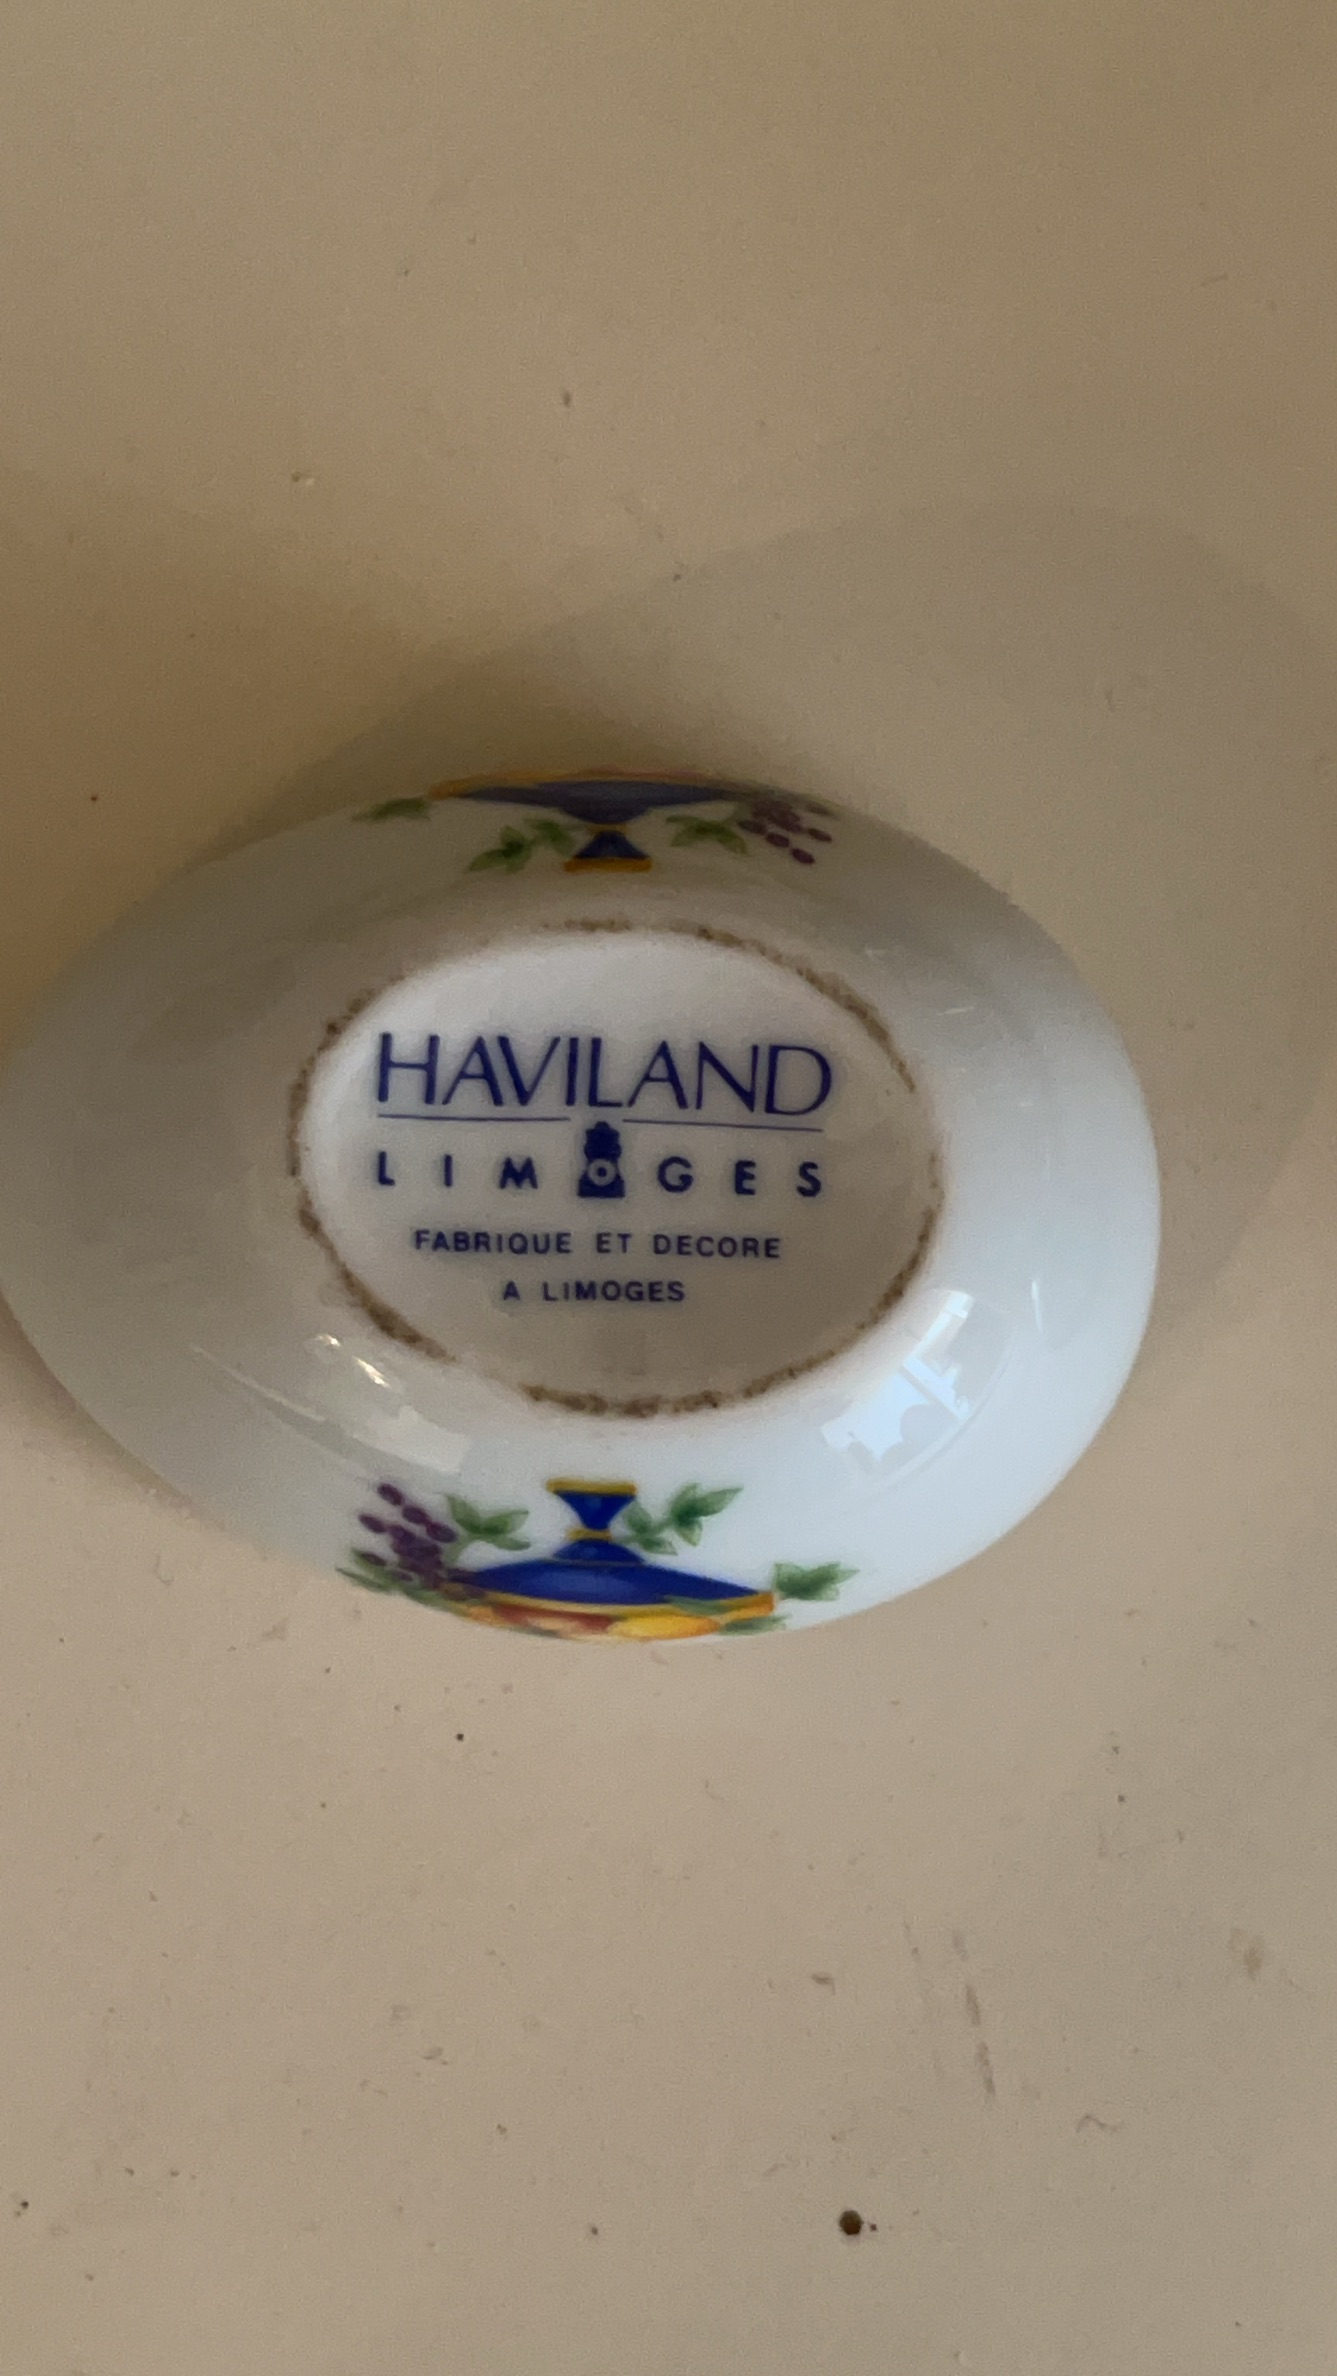 HAVILAND
LIMOGES
FABRIQUE ET DECORE
A LIMOGES